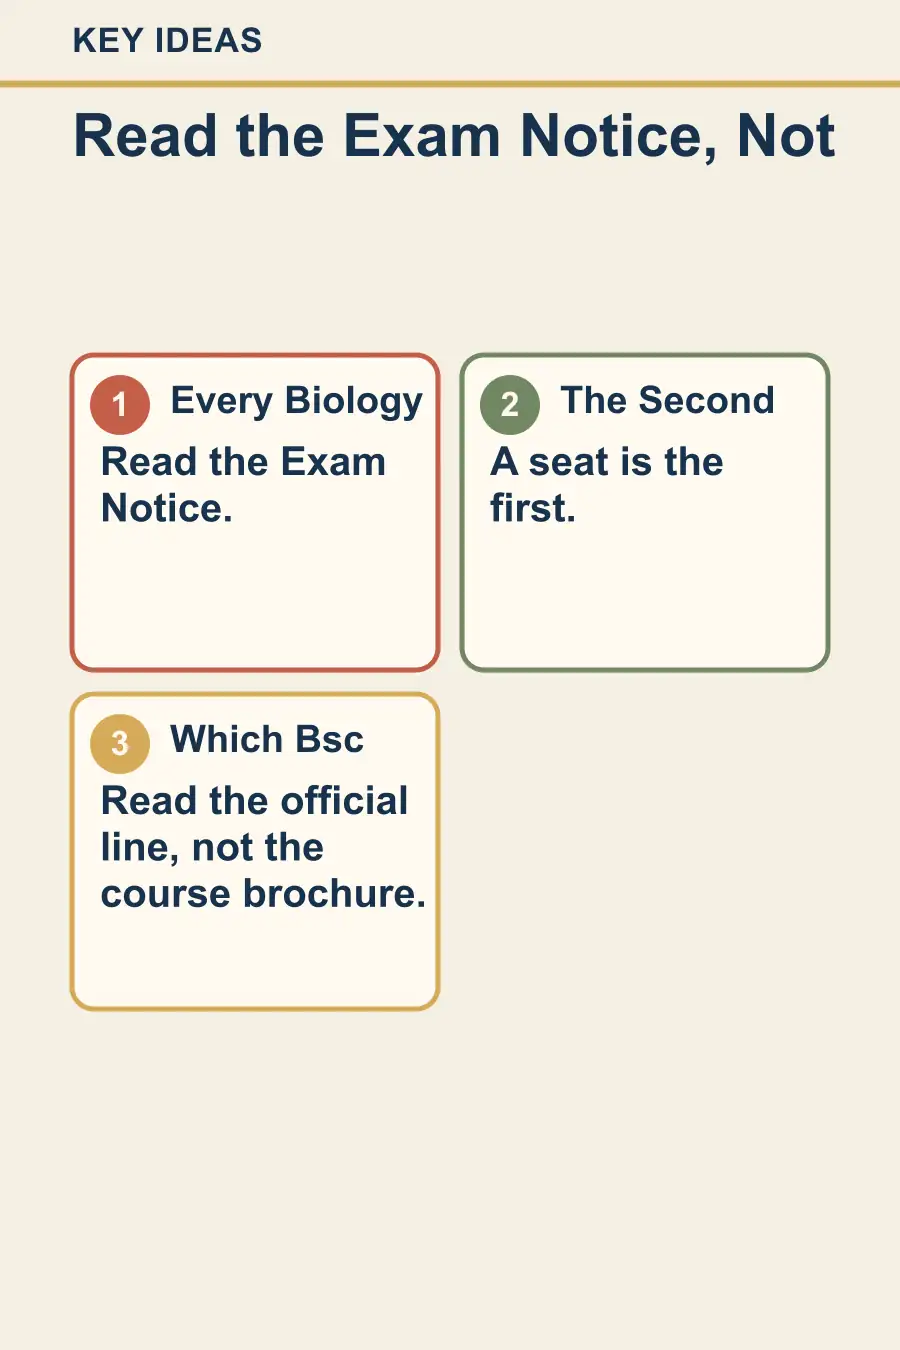 KEY IDEAS
Read the Exam Notice, Not
1
Every Biology
Read the Exam
Notice.
2
The Second
A seat is the
first.
3
Which Bsc
Read the official
line, not the
course brochure.